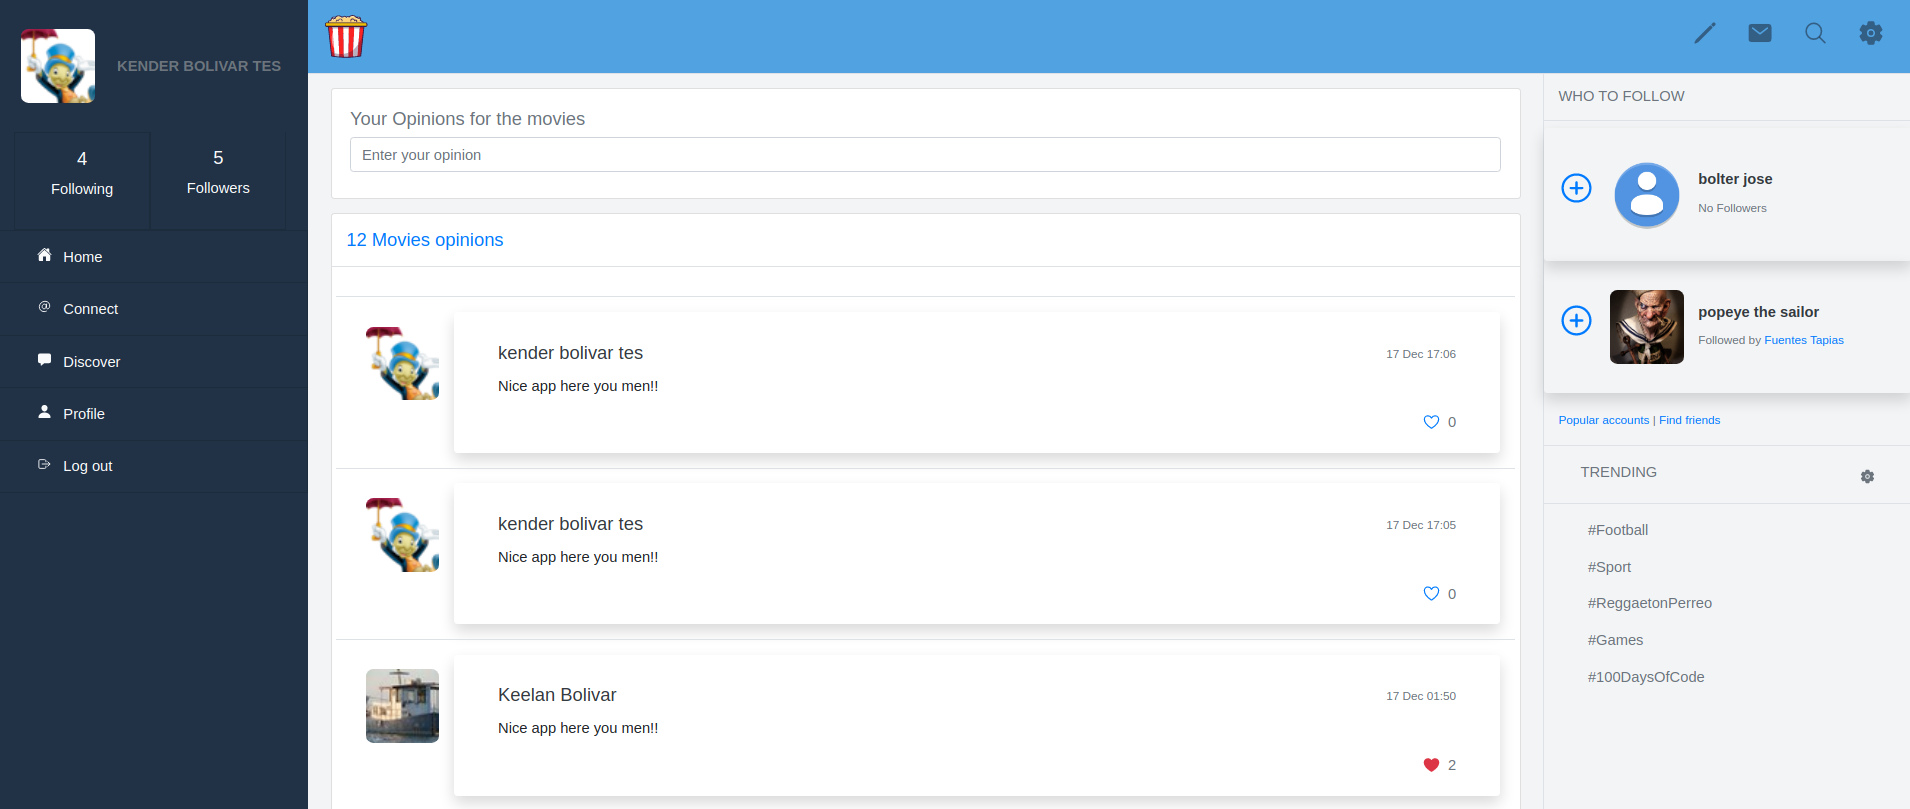 KENDER BOLIVAR TES
4
Following
5
Followers
Home
@ Connect
Discover
Profile
Log out
Your Opinions for the movies
Enter your opinion
12 Movies opinions
kender bolivar tes
17 Dec 17:06
Nice app here you men!!
0
kender bolivar tes
17 Dec 17:05
Nice app here you men!!
0
Keelan Bolivar
17 Dec 01:50
Nice app here you men!!
2
WHO TO FOLLOW
bolter jose
No Followers
popeye the sailor
Followed by Fuentes Tapias
Popular accounts | Find friends
TRENDING
#Football
#Sport
#ReggaetonPerreo
#Games
#100DaysOfCode